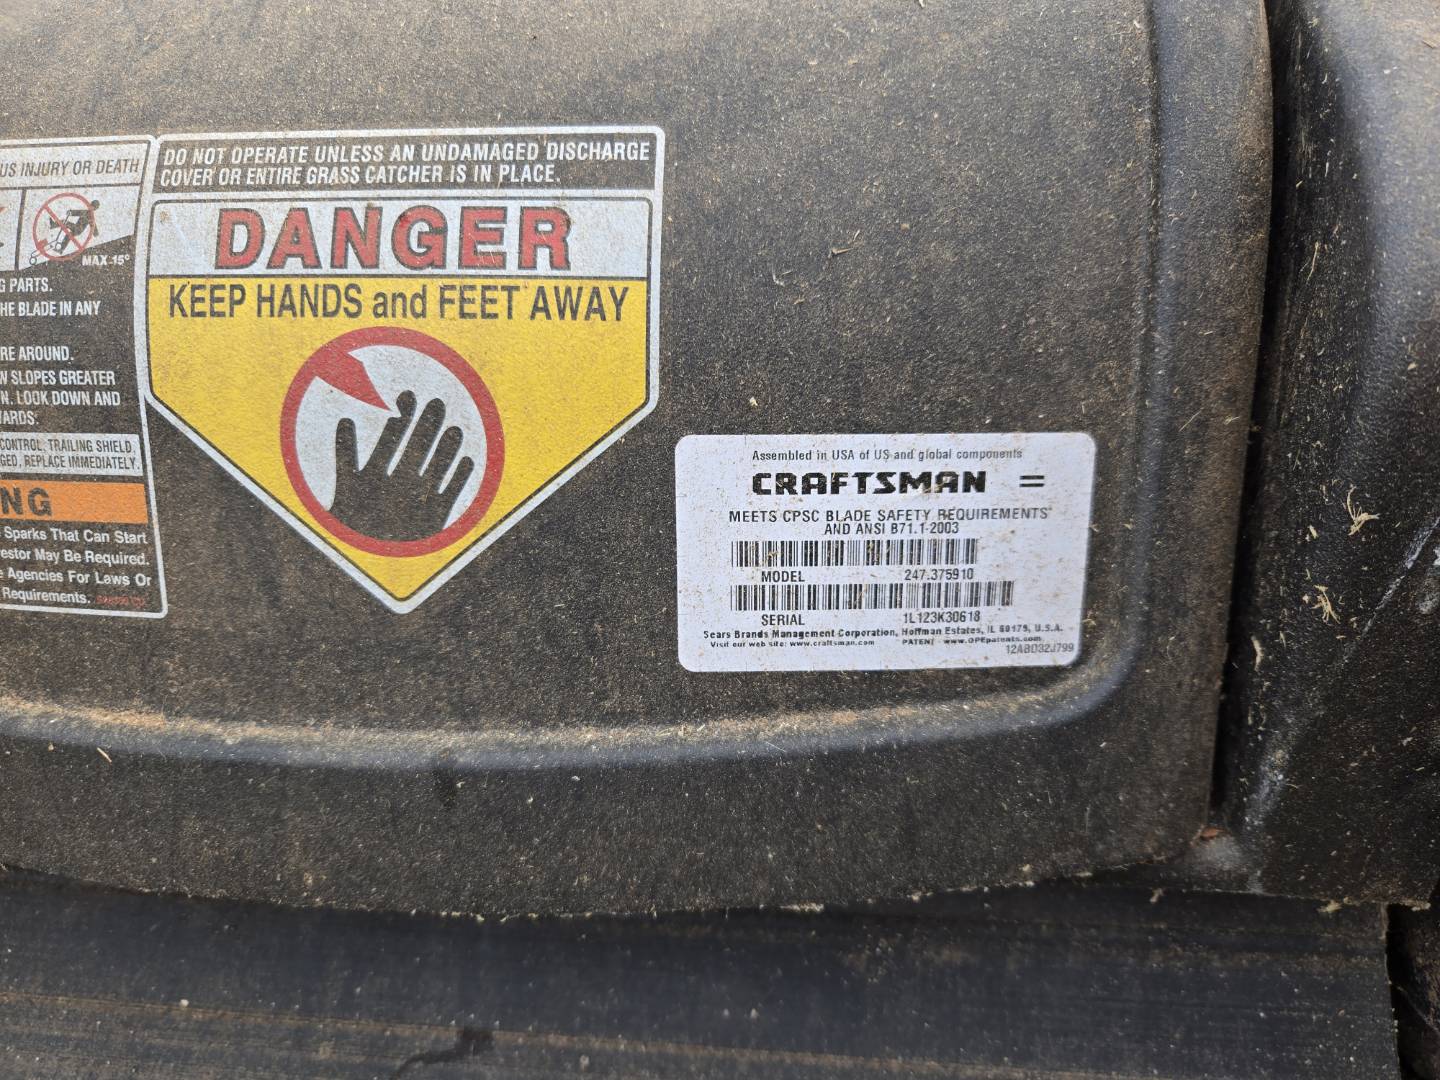 US INJURY OR DEATH
MAX 15°
G PARTS.
HE BLADE IN ANY
RE AROUND.
W SLOPES GREATER
N. LOOK DOWN AND
ARDS.
CONTROL, TRAILING SHIELD,
GED, REPLACE IMMEDIATELY.
NG
Sparks That Can Start
restor May Be Required.
e Agencies For Laws Or
Requirements.
DO NOT OPERATE UNLESS AN UNDAMAGED DISCHARGE
COVER OR ENTIRE GRASS CATCHER IS IN PLACE.
DANGER
KEEP HANDS and FEET AWAY
Assembled in USA of US and global components
CRAFTSMAN =
MEETS CPSC BLADE SAFETY REQUIREMENTS
AND ANSI B71.1-2003
MODEL 247.375910
SERIAL 1L123K30618
Sears Brands Management Corporation, Hoffman Estates, IL 60179, U.S.A.
Visit our web site: www.craftsman.com PATENT www.OPEpatents.com
12ABD32J799